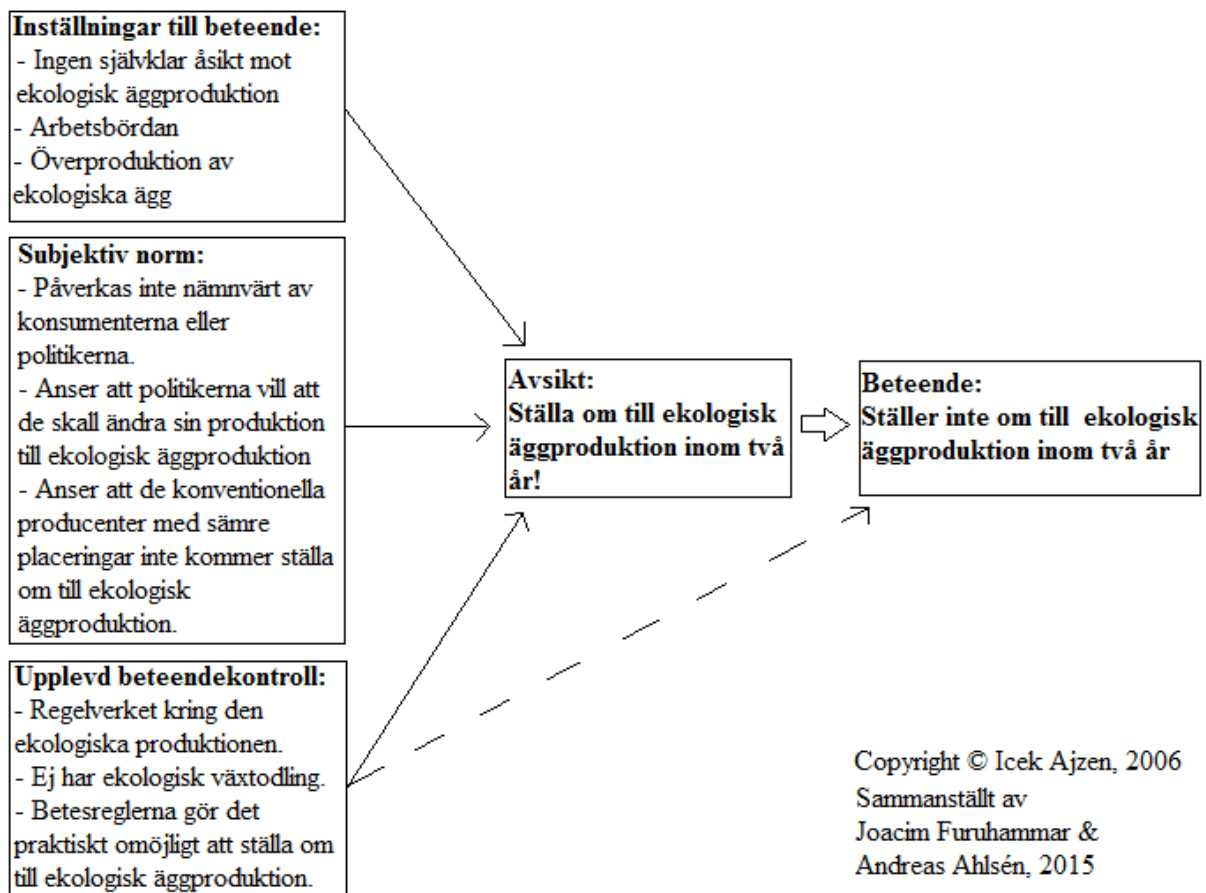 Inställningar till beteende:
- Ingen självklar åsikt mot
ekologisk äggproduktion
- Arbetsbördan
- Överproduktion av
ekologiska ägg
Subjektiv norm:
- Påverkas inte nämnvärt av
konsumenterna eller
politikerna.
- Anser att politikerna vill att
de skall ändra sin produktion
till ekologisk äggproduktion
- Anser att de konventionella
producenter med sämre
placeringar inte kommer ställa
om till ekologisk
äggproduktion.
Upplevd beteendekontroll:
- Regelverket kring den
ekologiska produktionen.
- Ej har ekologisk växtodling.
- Betesreglerna gör det
praktiskt omöjligt att ställa om
till ekologisk äggproduktion.
Avsikt:
Ställa om till ekologisk
äggproduktion inom två
år!
Beteende:
Ställer inte om till ekologisk
äggproduktion inom två år
Copyright © Icek Ajzen, 2006
Sammanställt av
Joacim Furuhammar &
Andreas Ahlsén, 2015